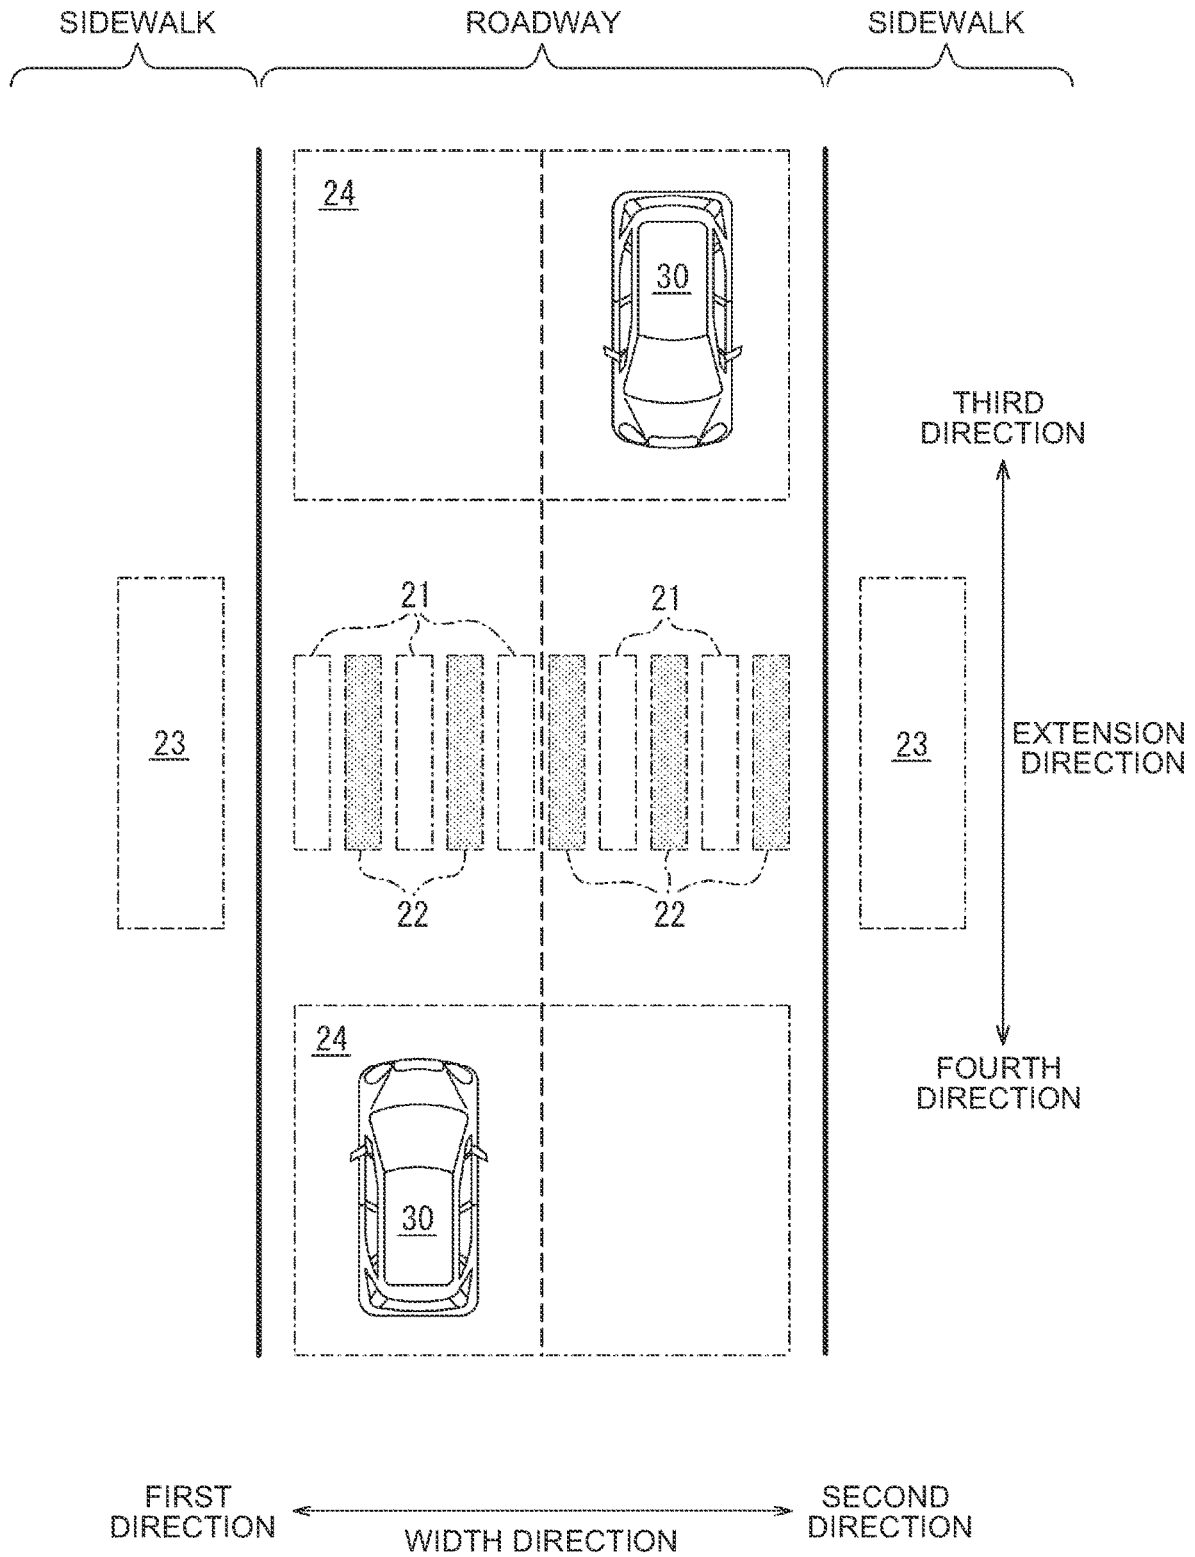 SIDEWALK
ROADWAY
SIDEWALK
24
30
THIRD
DIRECTION
21
21
23
23
EXTENSION
DIRECTION
22
22
24
30
FOURTH
DIRECTION
FIRST
DIRECTION
WIDTH DIRECTION
SECOND
DIRECTION